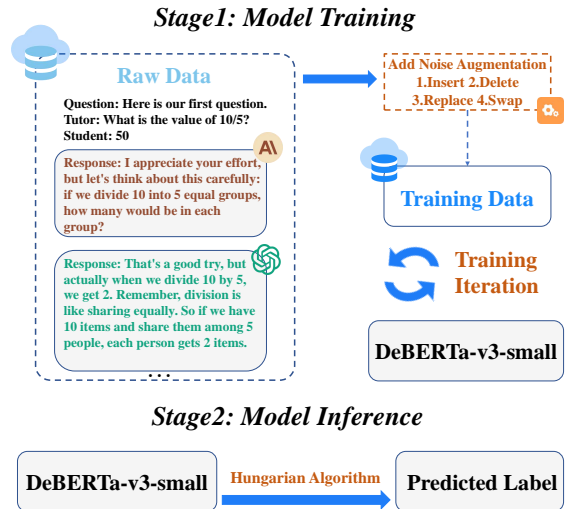 Stage1: Model Training
Raw Data
Question: Here is our first question.
Tutor: What is the value of 10/5?
Student: 50
Response: I appreciate your effort,
but let's think about this carefully:
if we divide 10 into 5 equal groups,
how many would be in each
group?
Response: That's a good try, but
actually when we divide 10 by 5,
we get 2. Remember, division is
like sharing equally. So if we have
10 items and share them among 5
people, each person gets 2 items.
...
Add Noise Augmentation
1.Insert 2.Delete
3.Replace 4.Swap
Training Data
Training
Iteration
DeBERTa-v3-small
Stage2: Model Inference
DeBERTa-v3-small
Hungarian Algorithm
Predicted Label